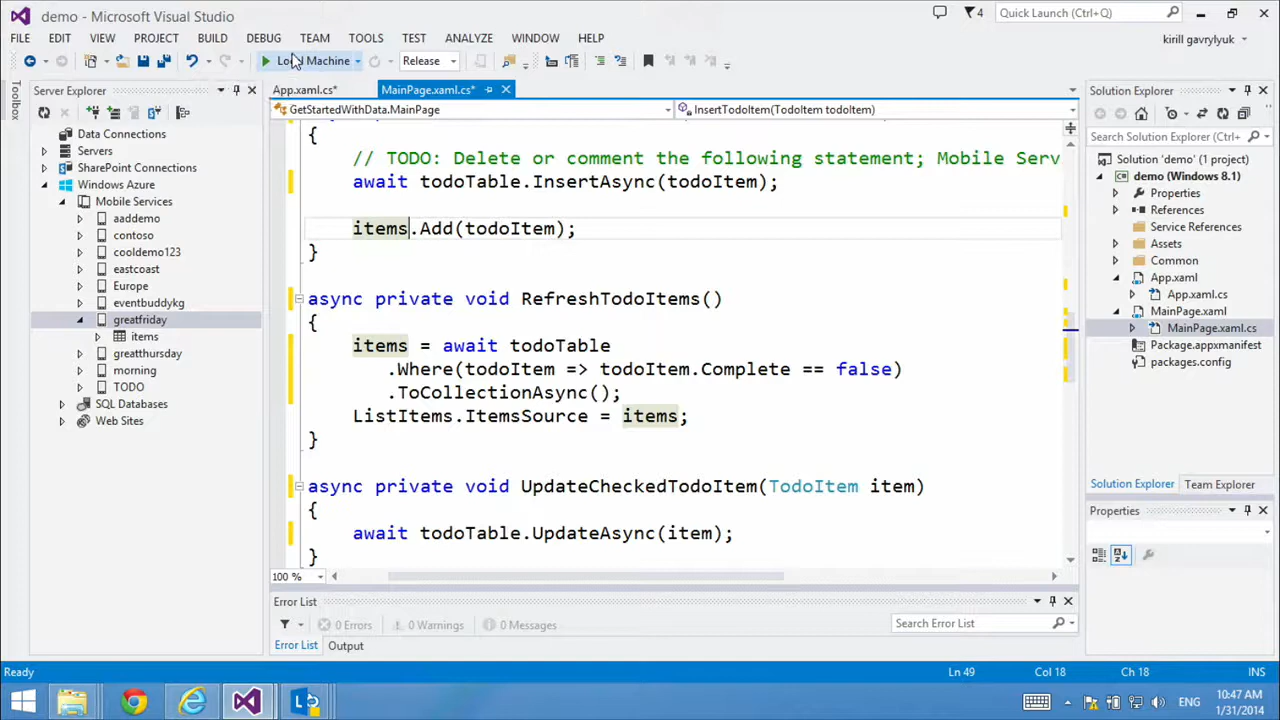 demo - Microsoft Visual Studio
4
Quick Launch (Ctrl+Q)
FILE EDIT VIEW PROJECT BUILD DEBUG TEAM TOOLS TEST ANALYZE WINDOW HELP
kirill gavrylyuk
Local Machine
Release
Toolbox
Server Explorer
Data Connections
Servers
SharePoint Connections
Windows Azure
Mobile Services
aaddemo
contoso
cooldemo123
eastcoast
Europe
eventbuddykg
greatfriday
items
greatthursday
morning
TODO
SQL Databases
Web Sites
App.xaml.cs*
MainPage.xaml.cs*
GetStartedWithData.MainPage
InsertTodoItem(TodoItem todoItem)
{
// TODO: Delete or comment the following statement; Mobile Serv
await todoTable.InsertAsync(todoItem);
items.Add(todoItem);
}
async private void RefreshTodoItems()
{
items = await todoTable
.Where(todoItem => todoItem.Complete == false)
.ToCollectionAsync();
ListItems.ItemsSource = items;
}
async private void UpdateCheckedTodoItem(TodoItem item)
{
await todoTable.UpdateAsync(item);
}
100 %
Error List
0 Errors
0 Warnings
0 Messages
Search Error List
Error List
Output
Solution Explorer
Search Solution Explorer (Ctrl+
Solution 'demo' (1 project)
demo (Windows 8.1)
Properties
References
Service References
Assets
Common
App.xaml
App.xaml.cs
MainPage.xaml
MainPage.xaml.cs
Package.appxmanifest
packages.config
Solution Explorer
Team Explorer
Properties
Ready
Ln 49
Col 18
Ch 18
INS
ENG
10:47 AM
1/31/2014